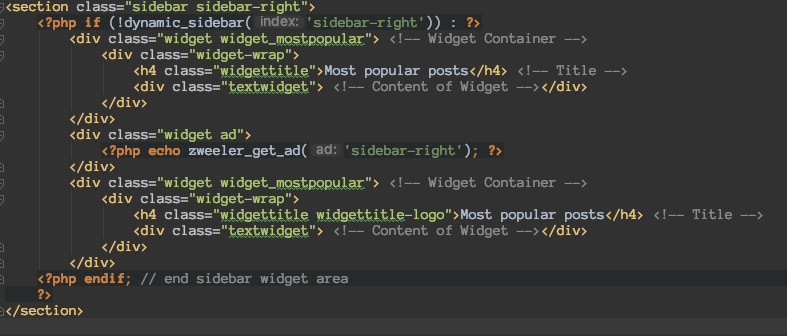 <section class="sidebar sidebar-right">
<?php if (!dynamic_sidebar( index: 'sidebar-right')) : ?>
<div class="widget widget_mostpopular"> <!-- Widget Container -->
<div class="widget-wrap">
<h4 class="widgettitle">Most popular posts</h4> <!-- Title -->
<div class="textwidget"> <!-- Content of Widget --></div>
</div>
</div>
<div class="widget ad">
<?php echo zweeler_get_ad( ad: 'sidebar-right'); ?>
</div>
<div class="widget widget_mostpopular"> <!-- Widget Container -->
<div class="widget-wrap">
<h4 class="widgettitle widgettitle-logo">Most popular posts</h4> <!-- Title -->
<div class="textwidget"> <!-- Content of Widget --></div>
</div>
</div>
<?php endif; // end sidebar widget area
?>
</section>